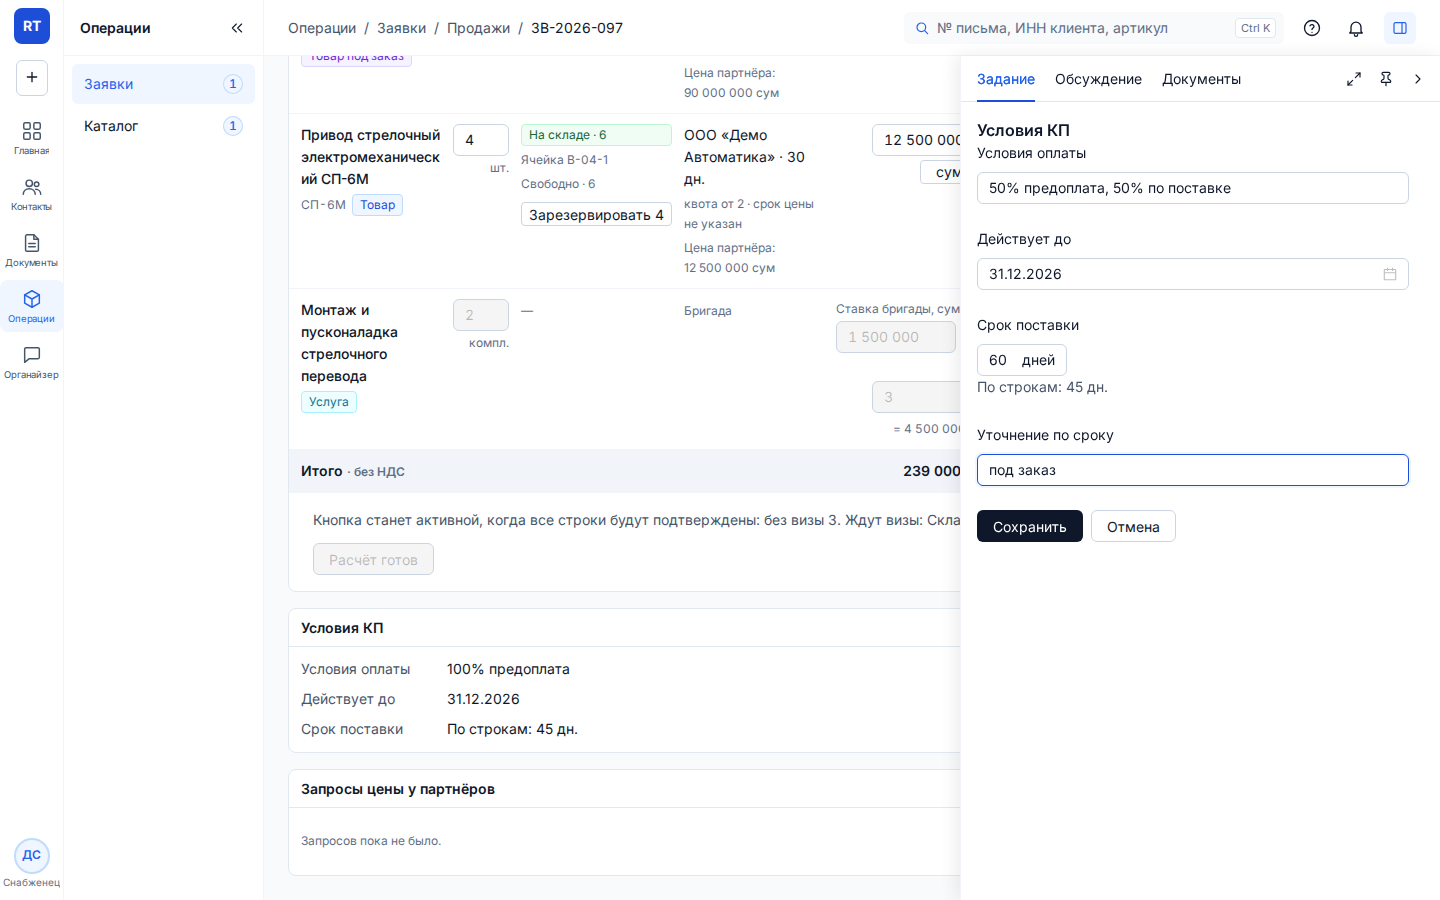 RT
Главная
Контакты
Документы
Операции
Органайзер
ДС
Снабженец
Операции
Заявки
1
Каталог
1
Операции / Заявки / Продажи / ЗВ-2026-097
№ письма, ИНН клиента, артикул
Ctrl K
Товар под заказ
Цена партнёра:
90 000 000 сум
Привод стрелочный
электромеханическ
ий СП-6М
СП-6М Товар
4
шт.
На складе · 6
Ячейка B-04-1
Свободно · 6
Зарезервировать 4
ООО «Демо
Автоматика» · 30
дн.
квота от 2 · срок цены
не указан
Цена партнёра:
12 500 000 сум
12 500 000
сум
Монтаж и
пусконаладка
стрелочного
перевода
Услуга
2
компл.
—
Бригада
Ставка бригады, сум
1 500 000
3
= 4 500 000
Итого · без НДС
239 000
Кнопка станет активной, когда все строки будут подтверждены: без визы 3. Ждут визы: Скла
Расчёт готов
Условия КП
Условия оплаты 100% предоплата
Действует до 31.12.2026
Срок поставки По строкам: 45 дн.
Запросы цены у партнёров
Запросов пока не было.
Задание Обсуждение Документы
Условия КП
Условия оплаты
50% предоплата, 50% по поставке
Действует до
31.12.2026
Срок поставки
60 дней
По строкам: 45 дн.
Уточнение по сроку
под заказ
Сохранить Отмена